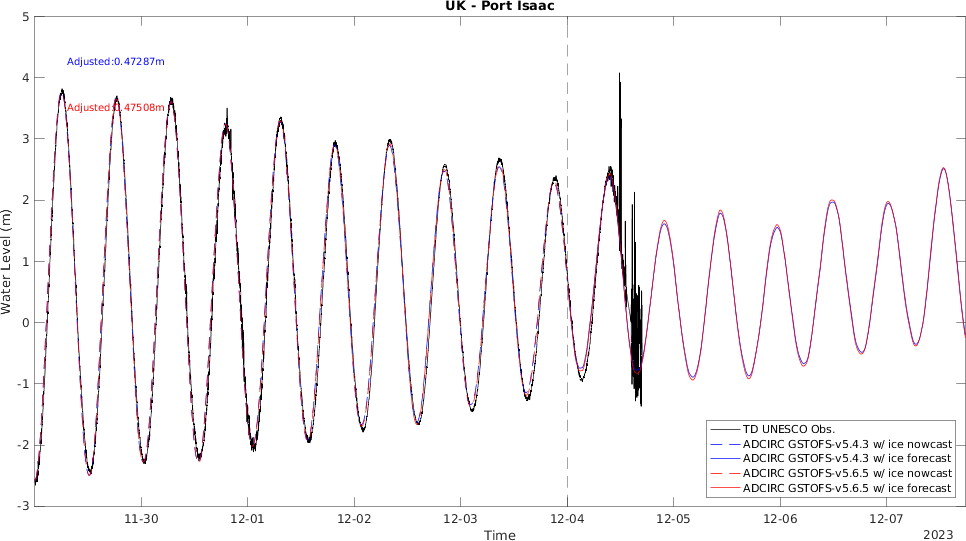 UK - Port Isaac
5
Adjusted:0.47287m
4
Adjusted:0.47508m
3
2
1
0
-1
-2
-3
Water Level (m)
TD UNESCO Obs.
ADCIRC GSTOFS-v5.4.3 w/ ice nowcast
ADCIRC GSTOFS-v5.4.3 w/ ice forecast
ADCIRC GSTOFS-v5.6.5 w/ ice nowcast
ADCIRC GSTOFS-v5.6.5 w/ ice forecast
11-30 12-01 12-02 12-03 12-04 12-05 12-06 12-07
Time
2023